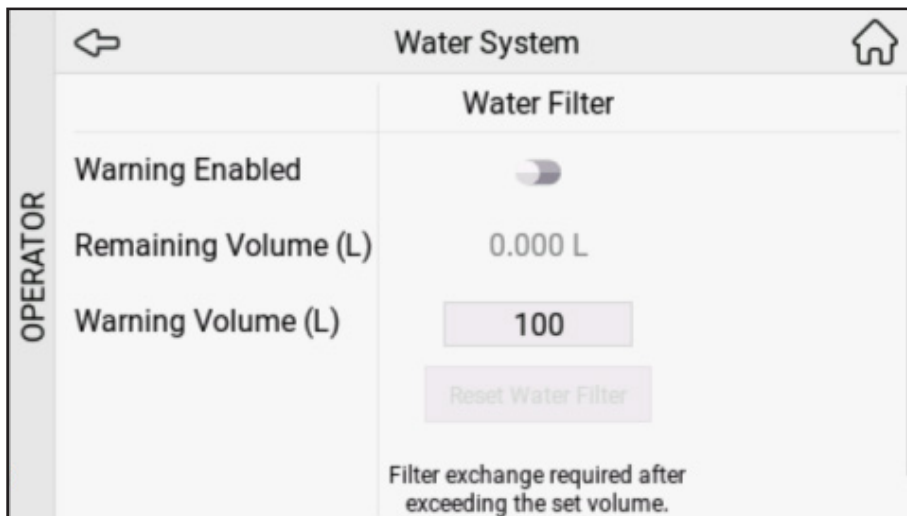 Water System
OPERATOR
Water Filter
Warning Enabled
Remaining Volume (L) 0.000 L
Warning Volume (L) 100
Reset Water Filter
Filter exchange required after
exceeding the set volume.